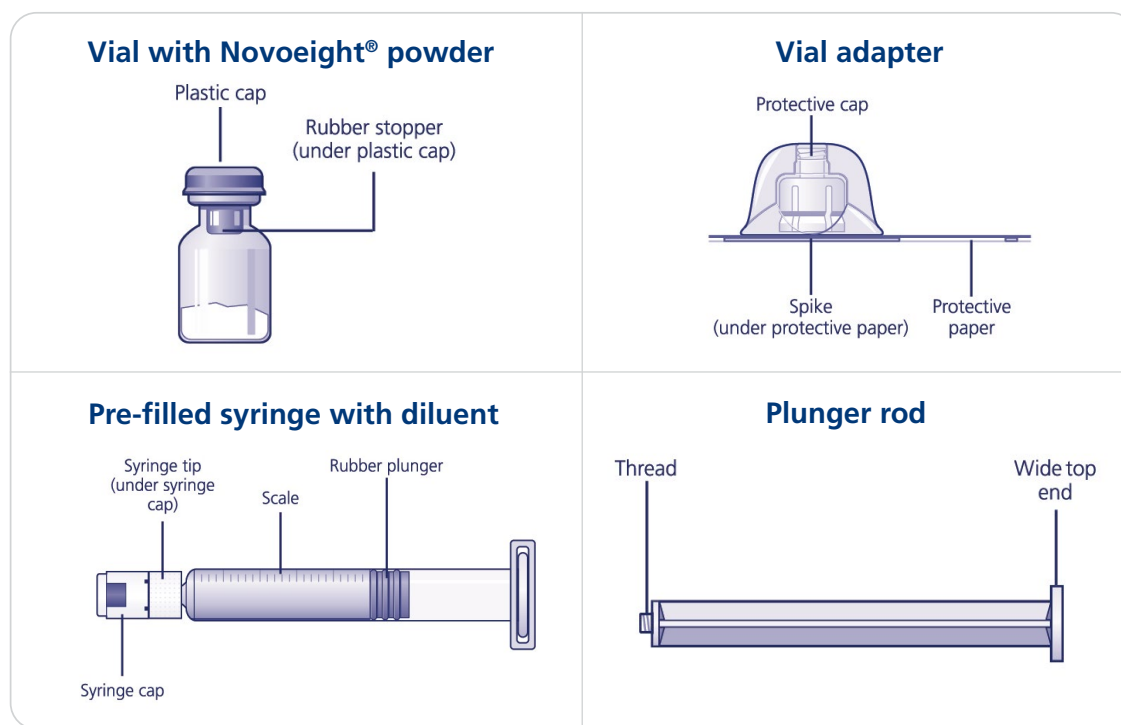 Vial with Novoeight® powder
Plastic cap
Rubber stopper
(under plastic cap)
Vial adapter
Protective cap
Spike
(under protective paper)
Protective
paper
Pre-filled syringe with diluent
Syringe tip
(under syringe
cap)
Scale
Rubber plunger
Syringe cap
Plunger rod
Thread
Wide top
end